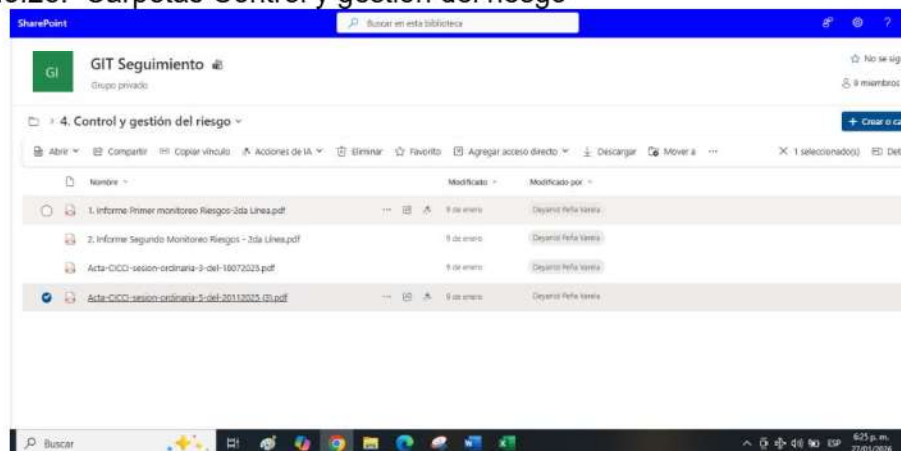 Carpetas Control y gestión del riesgo
SharePoint
Buscar en esta biblioteca
?
GI
GIT Seguimiento
Grupo privado
No se sig
9 miembros
4. Control y gestión del riesgo
+ Crear o ca
Abrir Compartir Copiar vínculo Acciones de IA Eliminar Favorito Agregar acceso directo Descargar Mover a ... 1 seleccionado(s) Det
Nombre Modificado Modificado por
1. Informe Primer monitoreo Riesgos-2da Linea.pdf ... 9 de enero Deyanid Peña Varela
2. Informe Segundo Monitoreo Riesgos - 2da Linea.pdf 9 de enero Deyanid Peña Varela
Acta-CICCI-sesion-ordinaria-3-del-18072025.pdf 9 de enero Deyanid Peña Varela
Acta-CICCI-sesion-ordinaria-5-del-20112025 (3).pdf ... 9 de enero Deyanid Peña Varela
Buscar
ESP
6:25 p. m.
27/01/2026